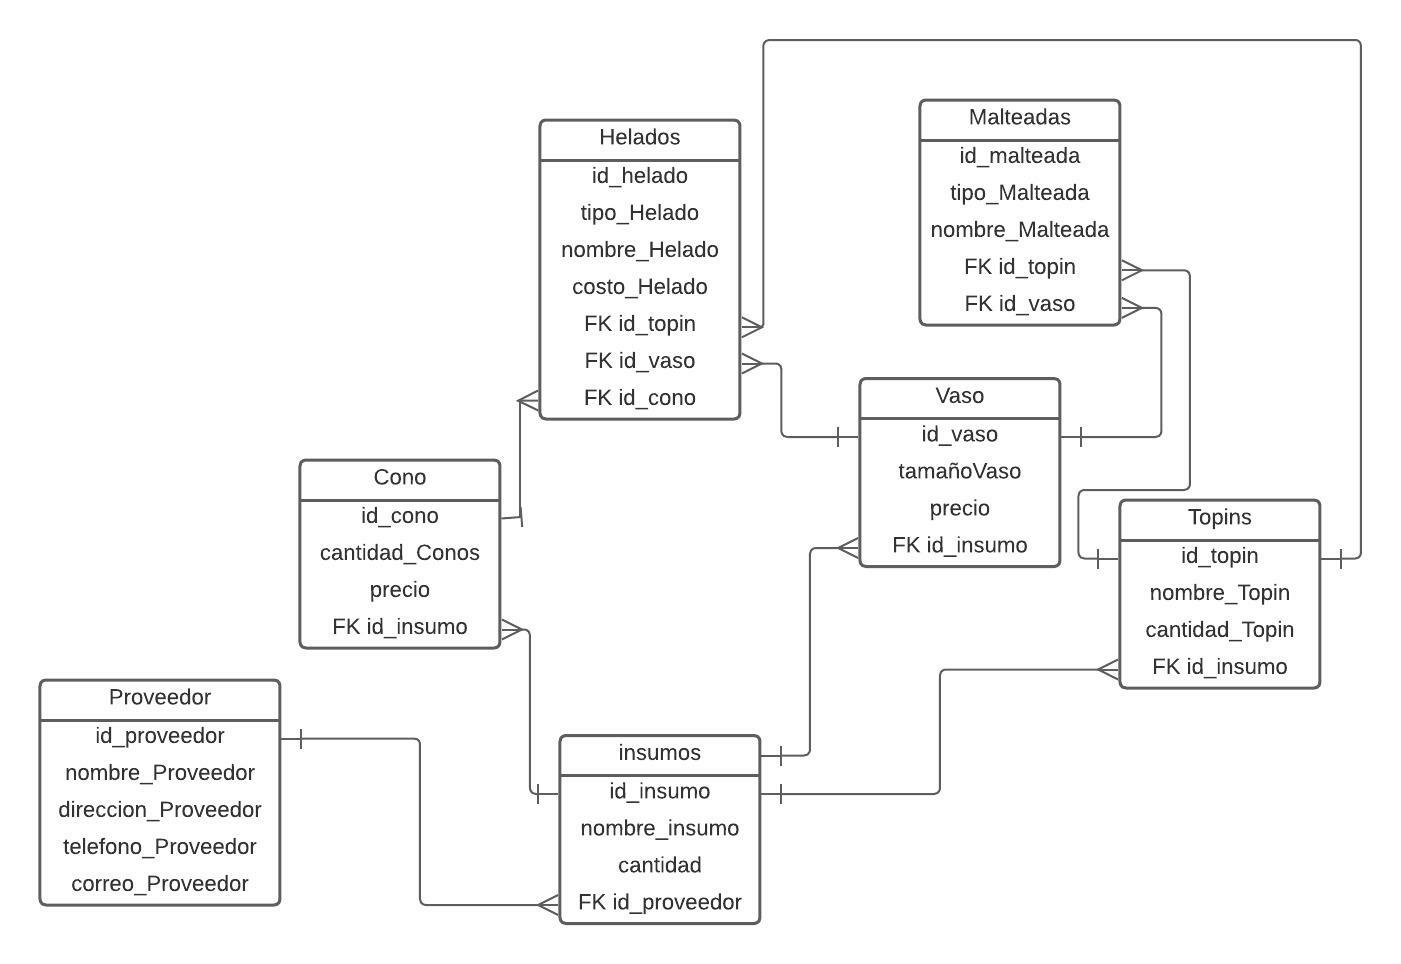 Malteadas
id_malteada
tipo_Malteada
nombre_Malteada
FK id_topin
FK id_vaso
Helados
id_helado
tipo_Helado
nombre_Helado
costo_Helado
FK id_topin
FK id_vaso
FK id_cono
Vaso
id_vaso
tamañoVaso
precio
FK id_insumo
Cono
id_cono
cantidad_Conos
precio
FK id_insumo
Topins
id_topin
nombre_Topin
cantidad_Topin
FK id_insumo
Proveedor
id_proveedor
nombre_Proveedor
direccion_Proveedor
telefono_Proveedor
correo_Proveedor
insumos
id_insumo
nombre_insumo
cantidad
FK id_proveedor